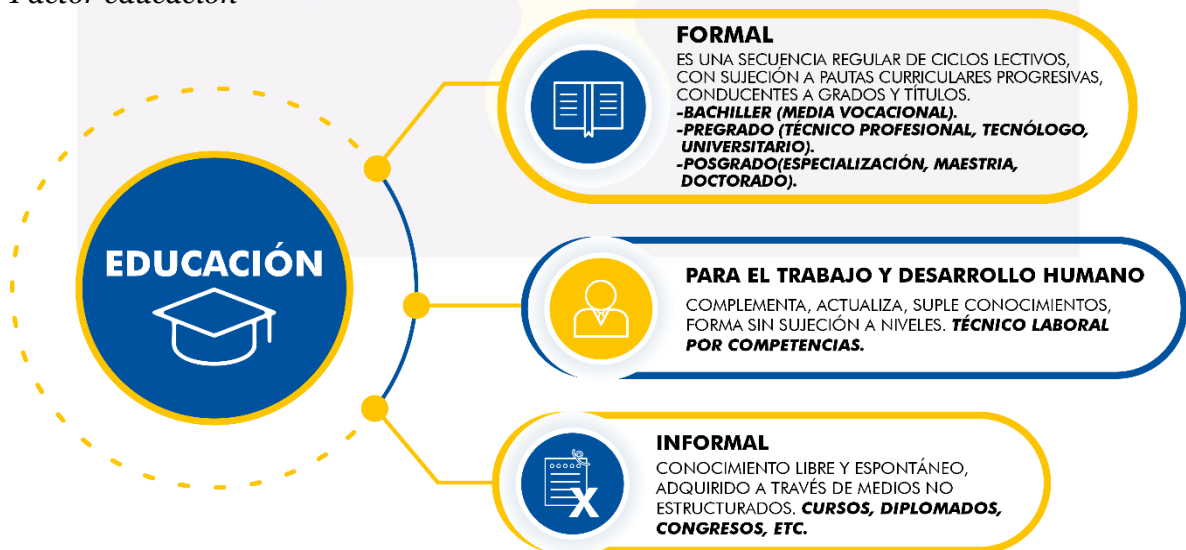 Factor educación
EDUCACIÓN
FORMAL
ES UNA SECUENCIA REGULAR DE CICLOS LECTIVOS,
CON SUJECIÓN A PAUTAS CURRICULARES PROGRESIVAS,
CONDUCENTES A GRADOS Y TÍTULOS.
-BACHILLER (MEDIA VOCACIONAL).
-PREGRADO (TÉCNICO PROFESIONAL, TECNÓLOGO,
UNIVERSITARIO).
-POSGRADO(ESPECIALIZACIÓN, MAESTRIA,
DOCTORADO).
PARA EL TRABAJO Y DESARROLLO HUMANO
COMPLEMENTA, ACTUALIZA, SUPLE CONOCIMIENTOS,
FORMA SIN SUJECIÓN A NIVELES. TÉCNICO LABORAL
POR COMPETENCIAS.
INFORMAL
CONOCIMIENTO LIBRE Y ESPONTÁNEO,
ADQUIRIDO A TRAVÉS DE MEDIOS NO
ESTRUCTURADOS. CURSOS, DIPLOMADOS,
CONGRESOS, ETC.